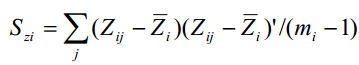 $S_{zi} = \sum_{j} (Z_{ij} - \overline{Z}_i)(Z_{ij} - \overline{Z}_i)' / (m_i - 1)$